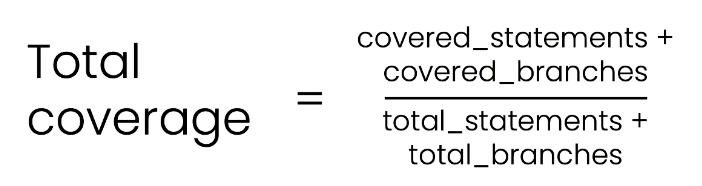 Total
coverage
=
covered_statements +
covered_branches
total_statements +
total_branches